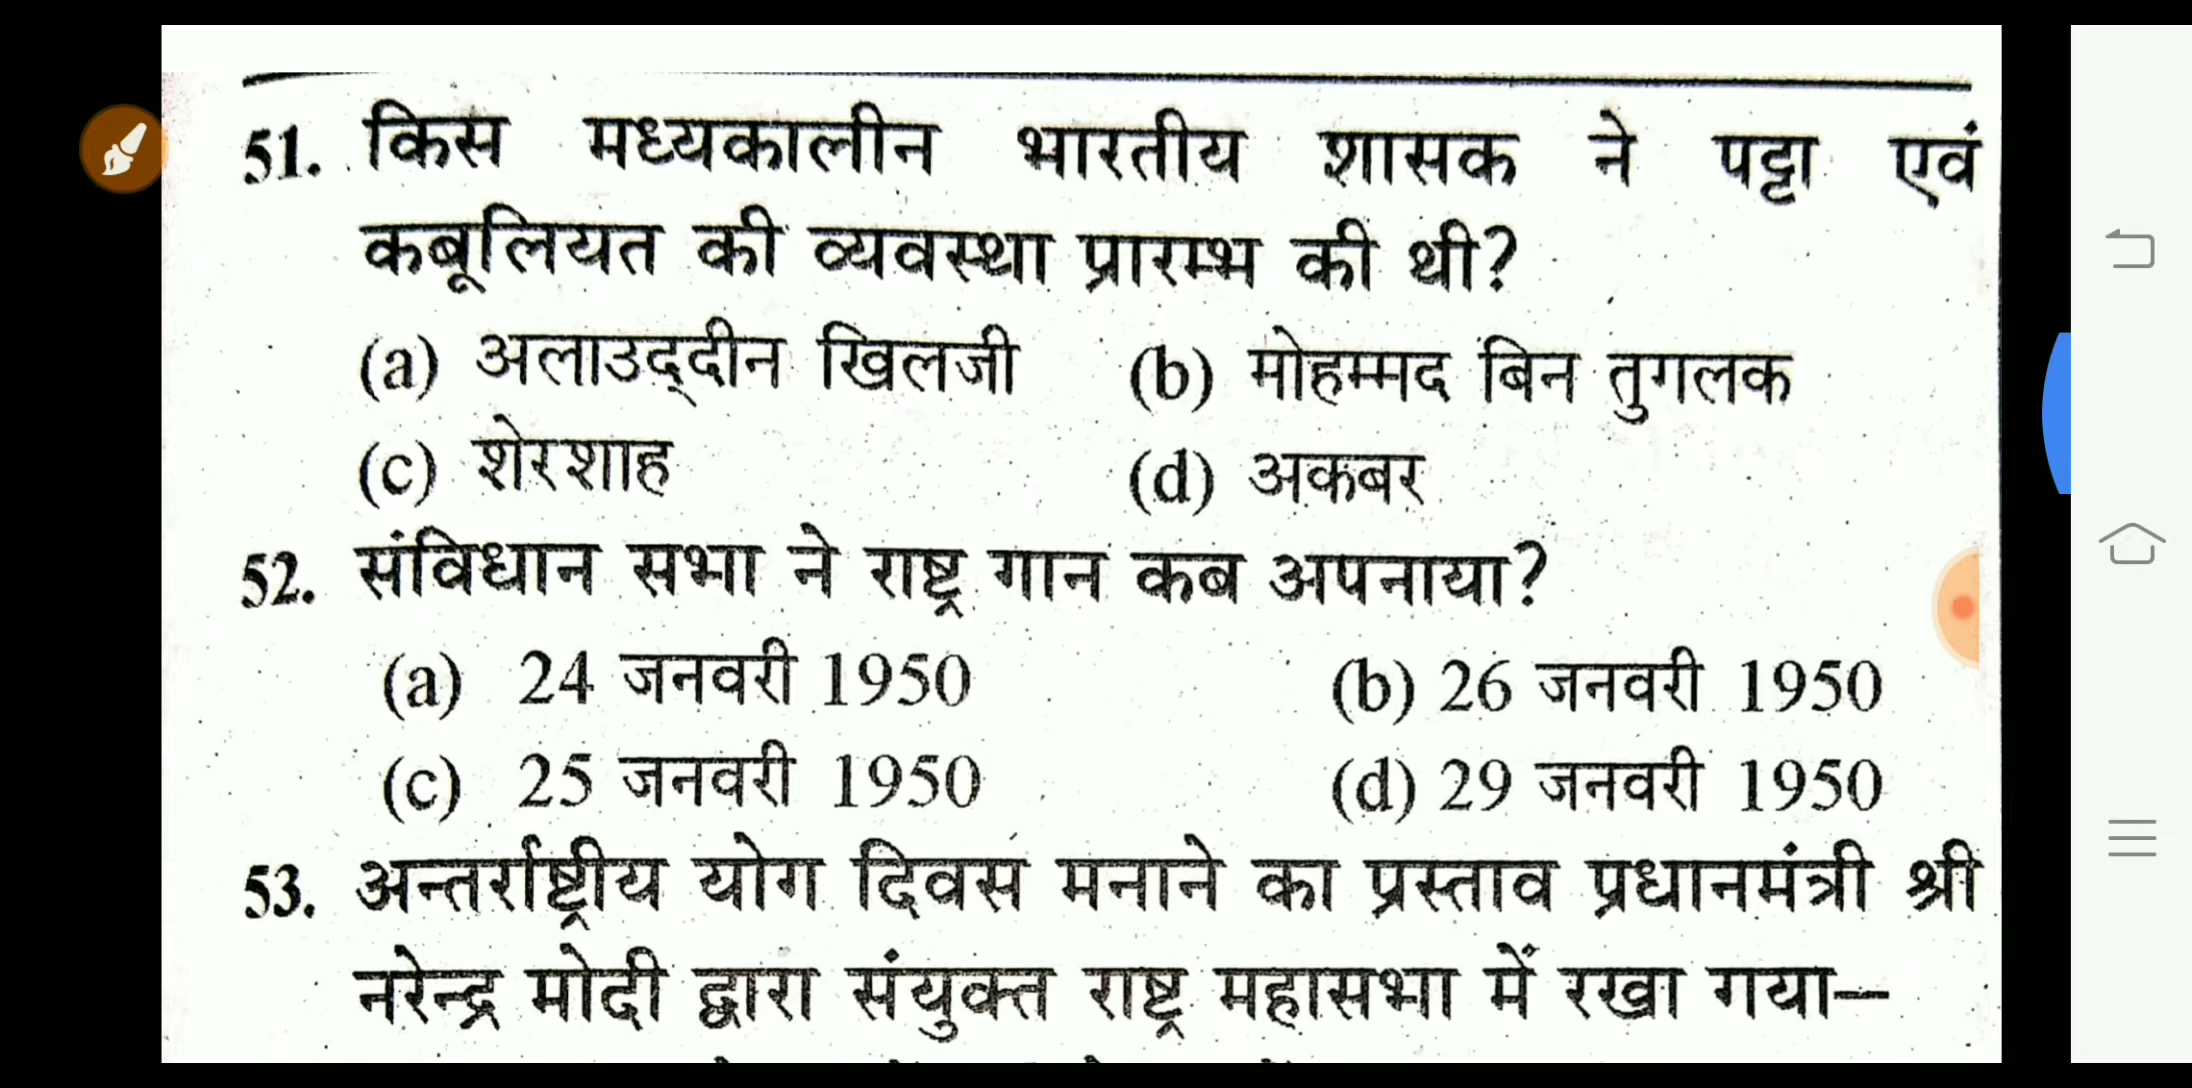 51. किस मध्यकालीन भारतीय शासक ने पट्टा एवं
कबूलियत की व्यवस्था प्रारम्भ की थी?
(a) अलाउद्दीन खिलजी (b) मोहम्मद बिन तुगलक
(c) शेरशाह (d) अकबर
52. संविधान सभा ने राष्ट्र गान कब अपनाया?
(a) 24 जनवरी 1950 (b) 26 जनवरी 1950
(c) 25 जनवरी 1950 (d) 29 जनवरी 1950
53. अन्तर्राष्ट्रीय योग दिवस मनाने का प्रस्ताव प्रधानमंत्री श्री
नरेन्द्र मोदी द्वारा संयुक्त राष्ट्र महासभा में रखा गया—